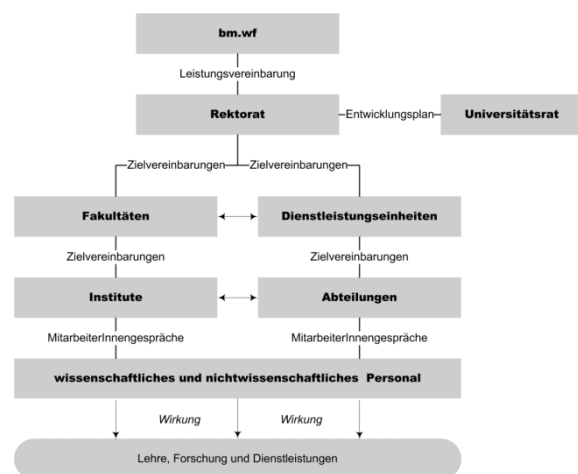 bm.wf
Leistungsvereinbarung
Rektorat
Entwicklungsplan
Universitätsrat
Zielvereinbarungen
Zielvereinbarungen
Fakultäten
Dienstleistungseinheiten
Zielvereinbarungen
Zielvereinbarungen
Institute
Abteilungen
MitarbeiterInnengespräche
MitarbeiterInnengespräche
wissenschaftliches und nichtwissenschaftliches Personal
Wirkung
Wirkung
Lehre, Forschung und Dienstleistungen